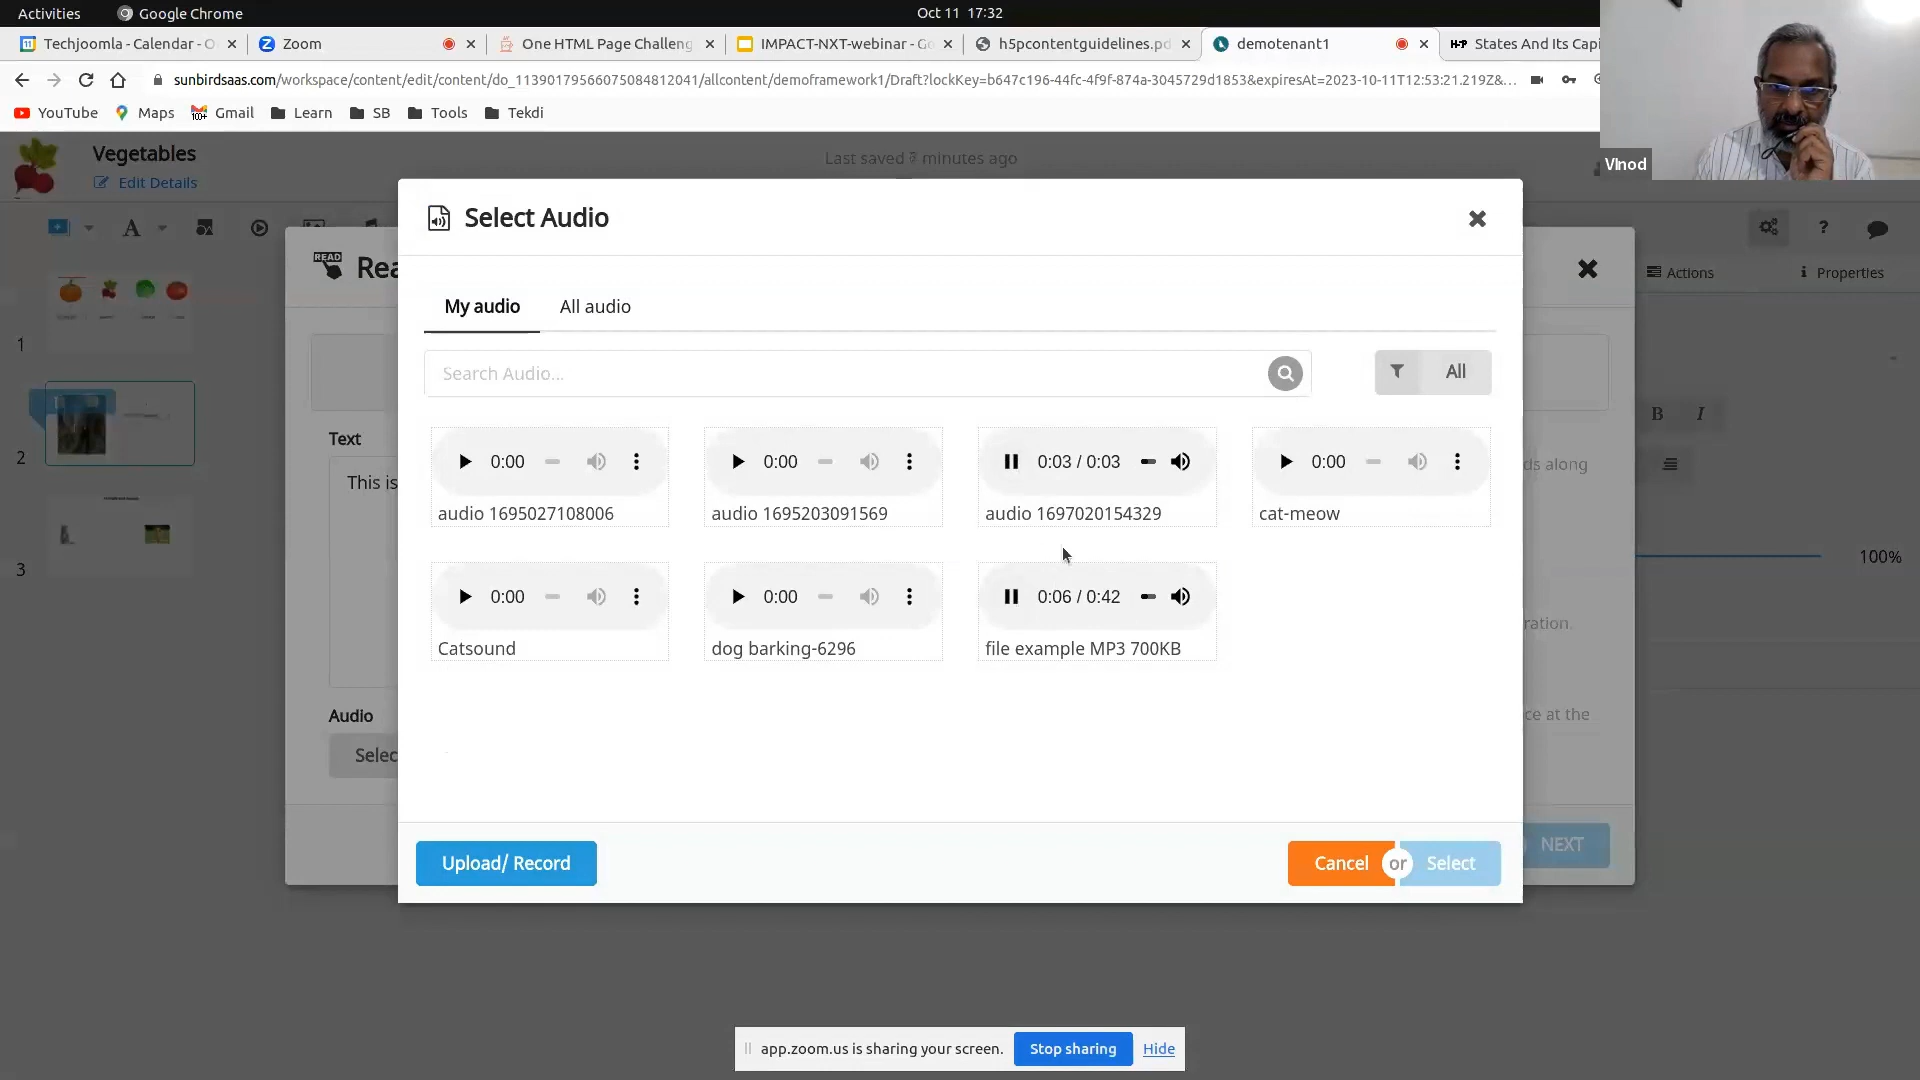 Activities Google Chrome Oct 11 17:32
Techjoomla - Calendar - O Zoom One HTML Page Challeng IMPACT-NXT-webinar - Go h5pcontentguidelines.pd demotenant1 H-P States And Its Capi
sunbirdsaas.com/workspace/content/edit/content/do_11390179566075084812041/allcontent/demoframework1/Draft?lockKey=b647c196-44fc-4f9f-874a-3045729d1853&expiresAt=2023-10-11T12:53:21.219Z&...
YouTube Maps Gmail Learn SB Tools Tekdi
Vegetables
Last saved minutes ago
VInod
Edit Details
Select Audio
A
?
READ
Rea
Actions Properties
My audio All audio
1
Search Audio...
All
B I
Text
2
0:00 0:00 0:03 / 0:03 0:00
ds along
This is
audio 1695027108006 audio 1695203091569 audio 1697020154329 cat-meow
100%
3
0:00 0:00 0:06 / 0:42
ration.
Catsound dog barking-6296 file example MP3 700KB
Audio
ce at the
Selec
NEXT
Upload/ Record Cancel or Select
app.zoom.us is sharing your screen. Stop sharing Hide